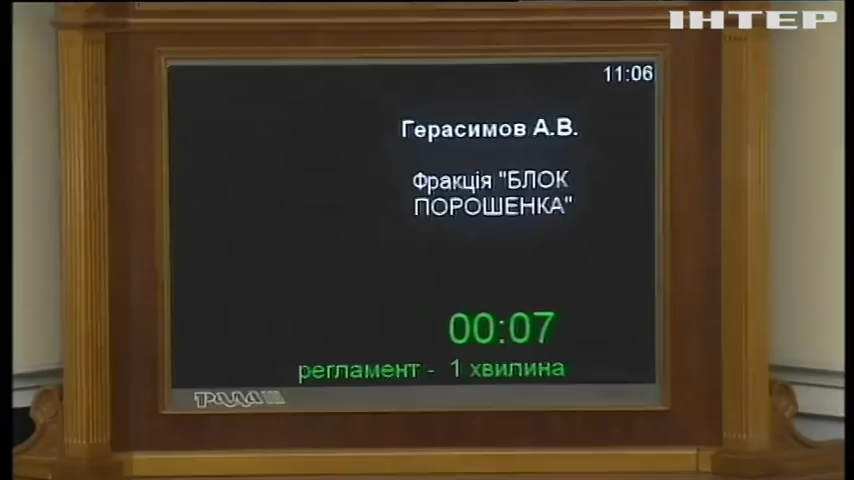 ІНТЕР
11:06
Герасимов А.В.
Фракція "БЛОК
ПОРОШЕНКА"
00:07
регламент - 1 хвилина
РАДА